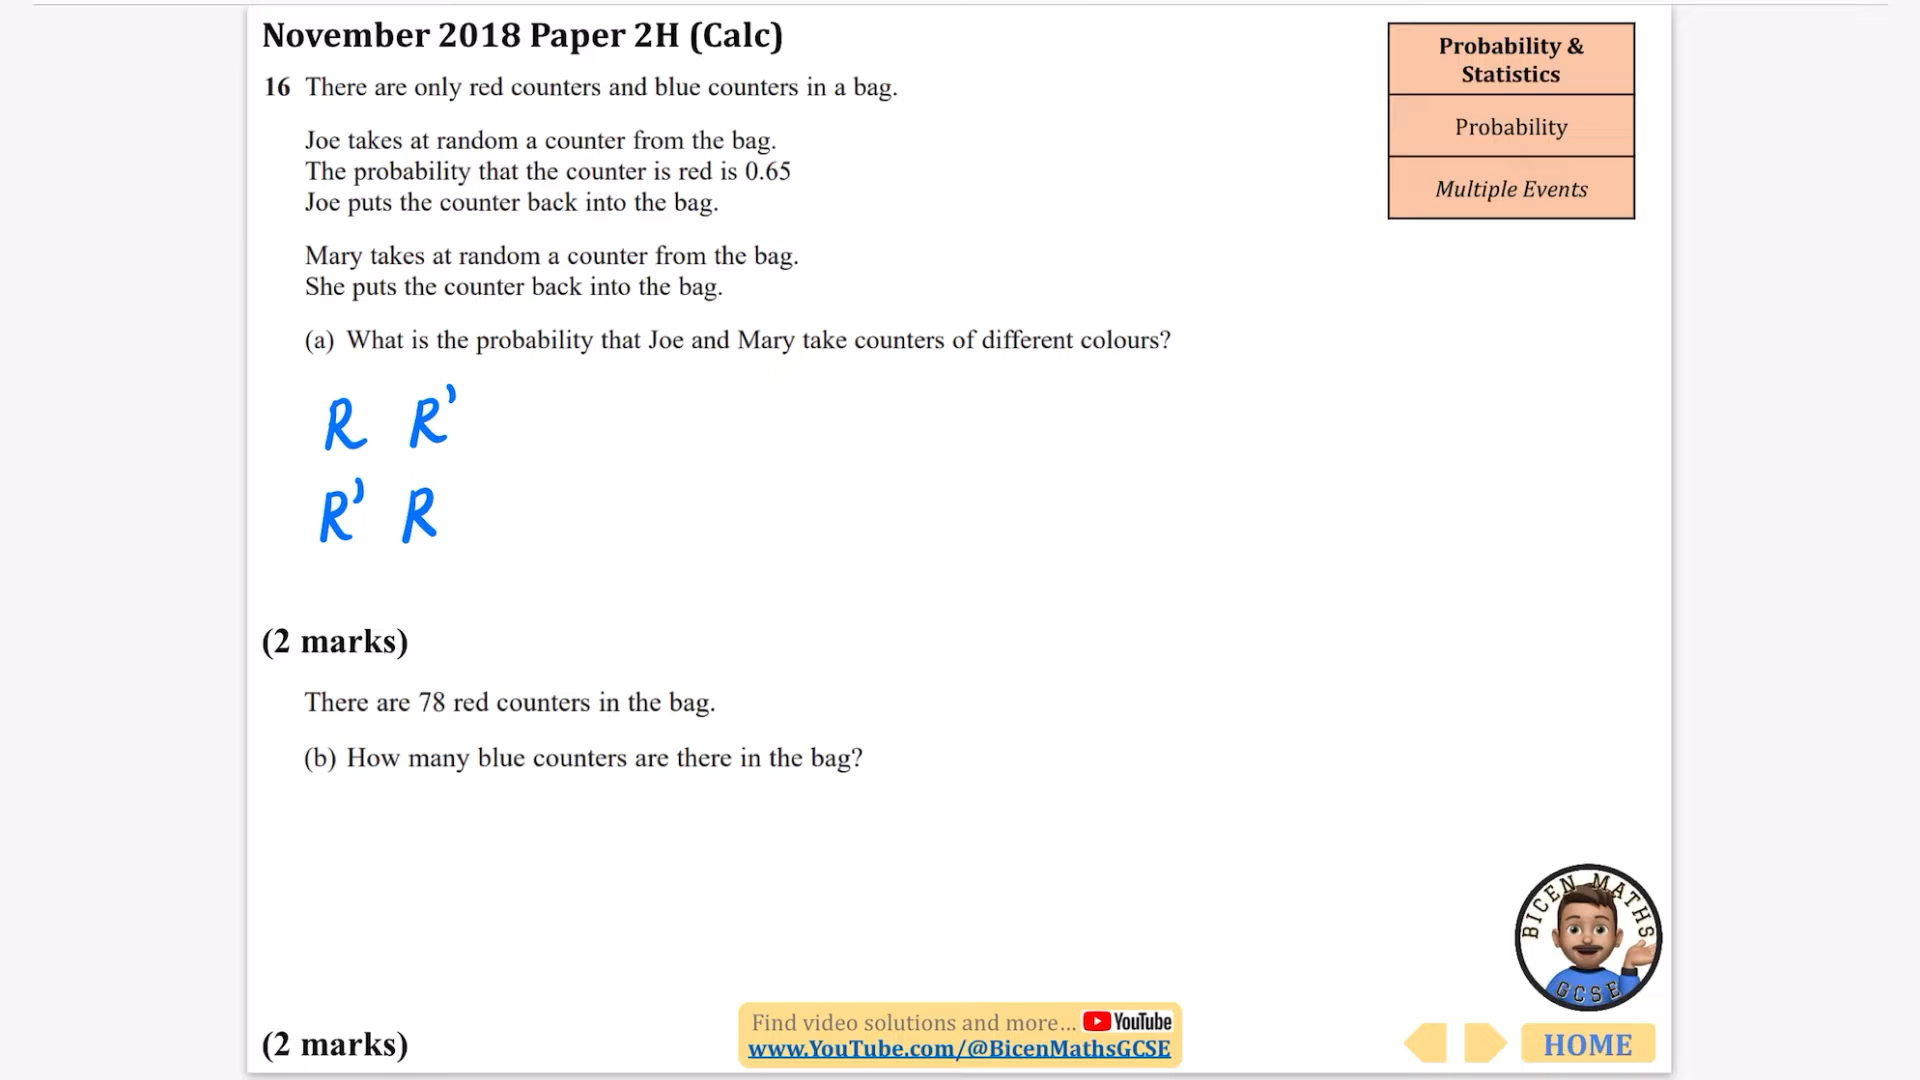 November 2018 Paper 2H (Calc)
Probability &
Statistics
Probability
Multiple Events
16 There are only red counters and blue counters in a bag.
Joe takes at random a counter from the bag.
The probability that the counter is red is 0.65
Joe puts the counter back into the bag.
Mary takes at random a counter from the bag.
She puts the counter back into the bag.
(a) What is the probability that Joe and Mary take counters of different colours?
R R'
R' R
(2 marks)
There are 78 red counters in the bag.
(b) How many blue counters are there in the bag?
BICEN MATHS
GCSE
(2 marks)
Find video solutions and more... YouTube
www.YouTube.com/@BicenMathsGCSE
HOME